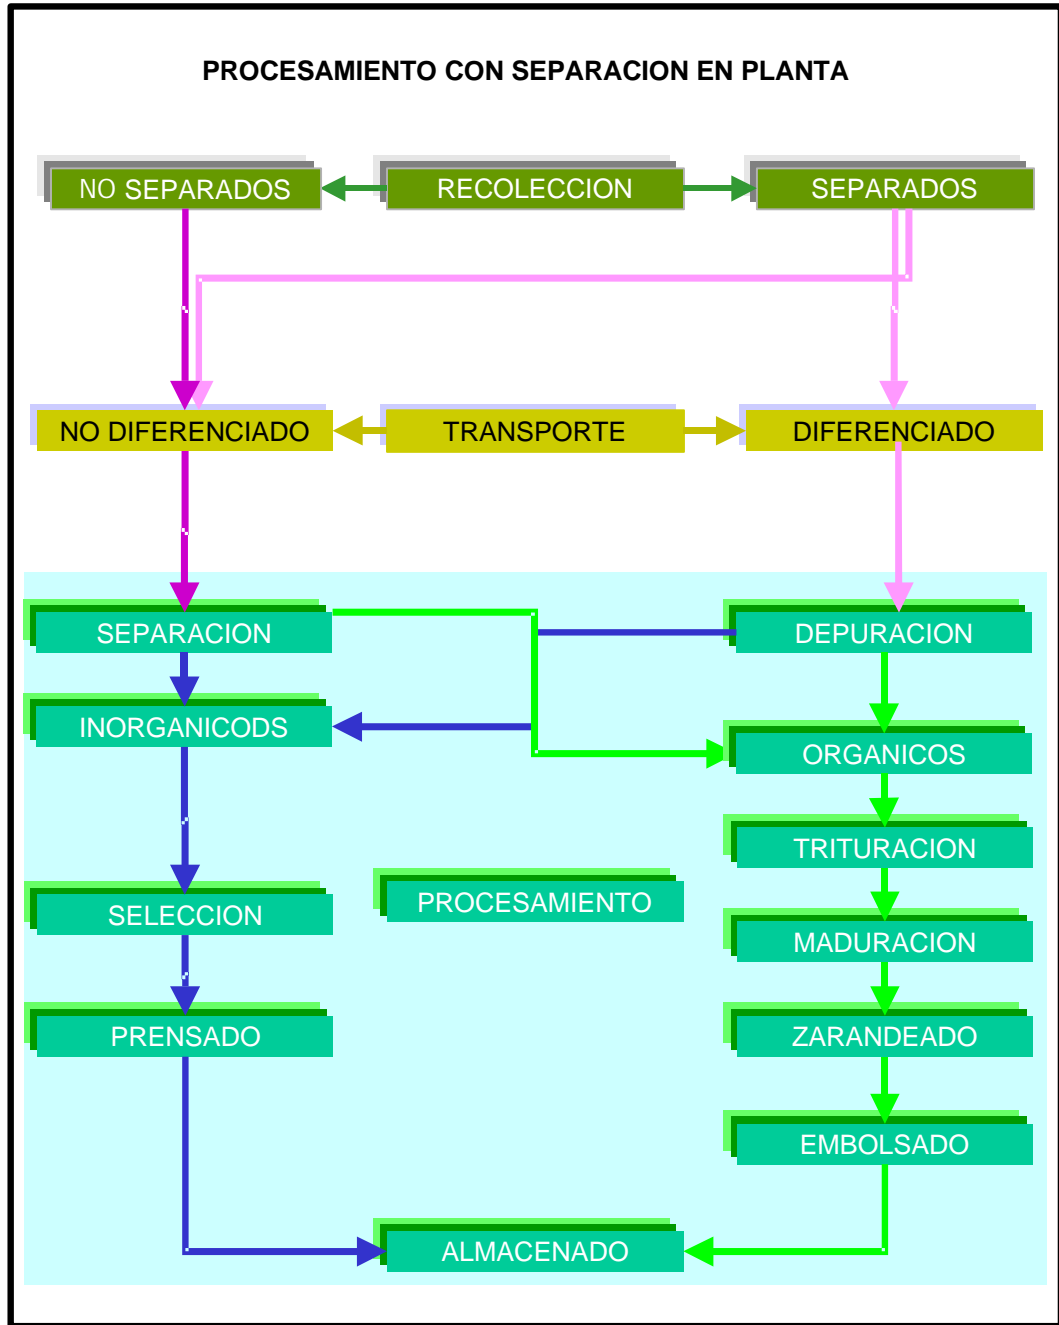 PROCESAMIENTO CON SEPARACION EN PLANTA
NO SEPARADOS
RECOLECCION
SEPARADOS
NO DIFERENCIADO
TRANSPORTE
DIFERENCIADO
SEPARACION
DEPURACION
INORGANICODS
ORGANICOS
TRITURACION
SELECCION
PROCESAMIENTO
MADURACION
PRENSADO
ZARANDEADO
EMBOLSADO
ALMACENADO